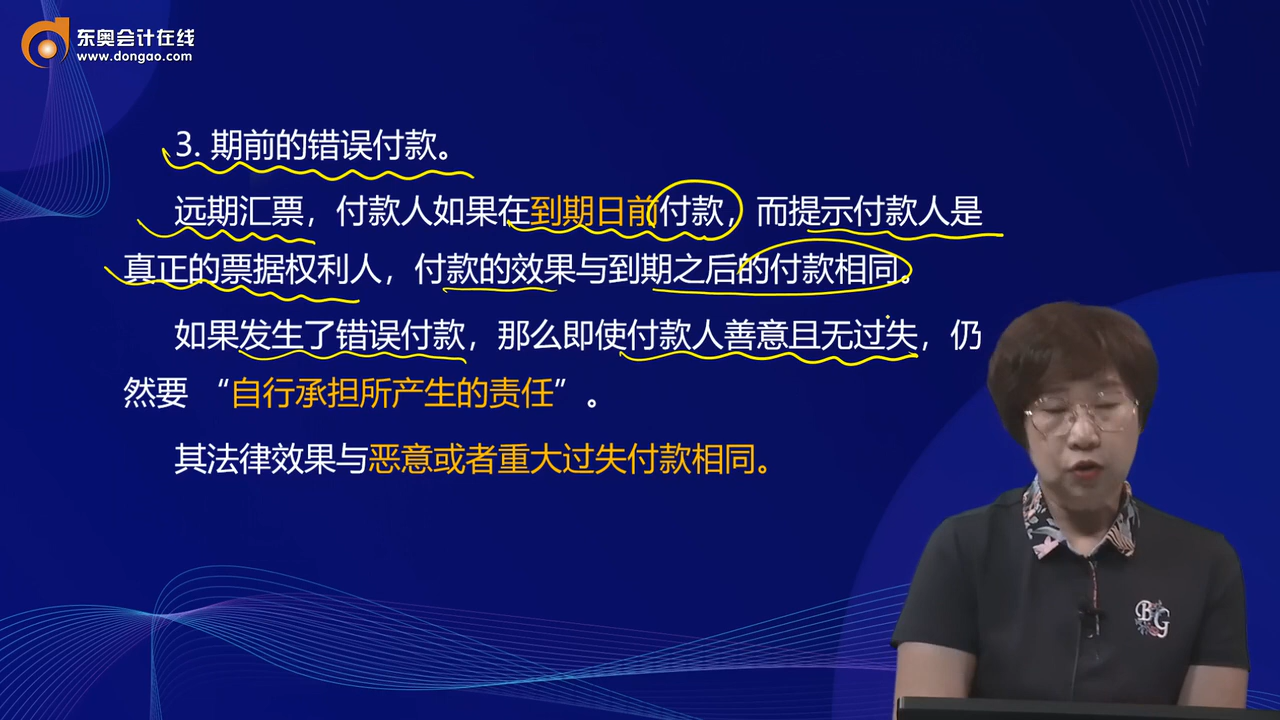 东奥会计在线
www.dongao.com
3. 期前的错误付款。
远期汇票，付款人如果在到期日前付款，而提示付款人是
真正的票据权利人，付款的效果与到期之后的付款相同。
如果发生了错误付款，那么即使付款人善意且无过失，仍
然要 “自行承担所产生的责任”。
其法律效果与恶意或者重大过失付款相同。
BG